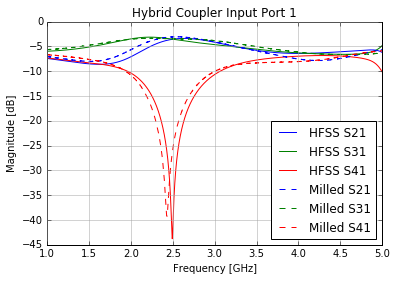 Hybrid Coupler Input Port 1
Magnitude [dB]
0
−5
−10
−15
−20
−25
−30
−35
−40
−45
HFSS S21
HFSS S31
HFSS S41
Milled S21
Milled S31
Milled S41
1.0 1.5 2.0 2.5 3.0 3.5 4.0 4.5 5.0
Frequency [GHz]